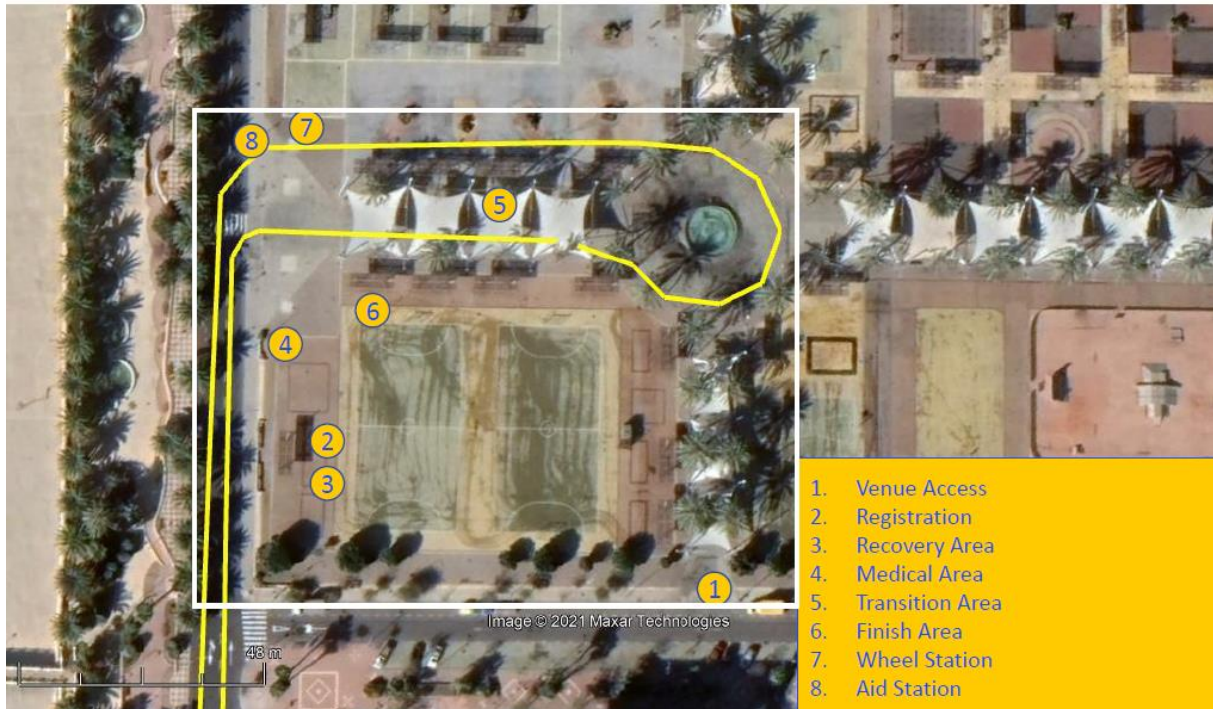 7
8
5
6
4
2
3
1
Image © 2021 Maxar Technologies
48 m
1. Venue Access
2. Registration
3. Recovery Area
4. Medical Area
5. Transition Area
6. Finish Area
7. Wheel Station
8. Aid Station